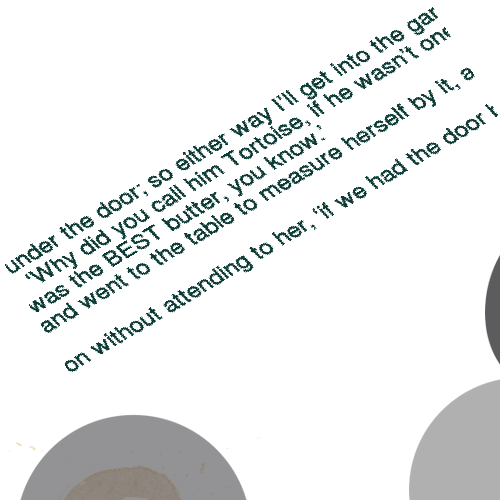 under the door; so either way I'll get into the gar
'Why did you call him Tortoise, if he wasn't one
was the BEST butter, you know.'
and went to the table to measure herself by it, a
on without attending to her, 'if we had the door